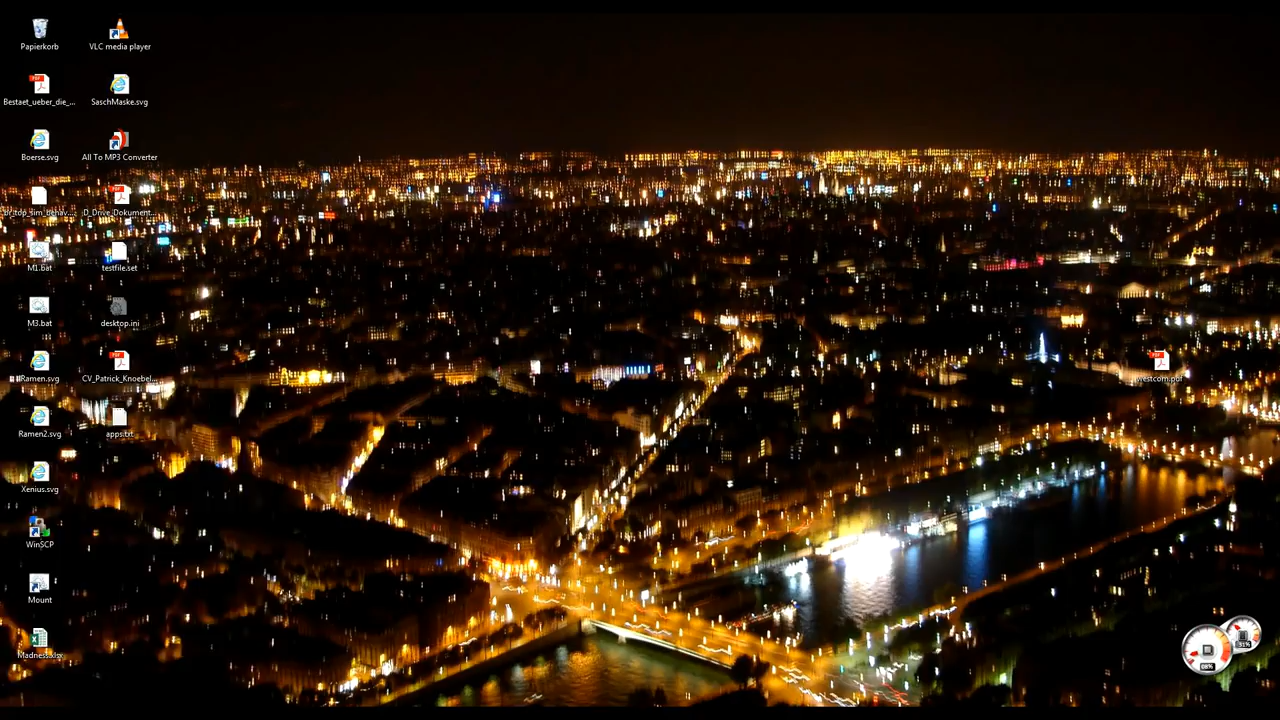 Papierkorb
VLC media player
Bestaet_ueber_die_...
SaschMaske.svg
Boerse.svg
All To MP3 Converter
D_Drive_Dokument...
M1.bat
testfile.set
M3.bat
desktop.ini
Ramen.svg
CV_Patrick_Knoebel...
westcom.pdf
Ramen2.svg
apps.txt
Xenius.svg
WinSCP
Mount
Madness.xlsx
31%